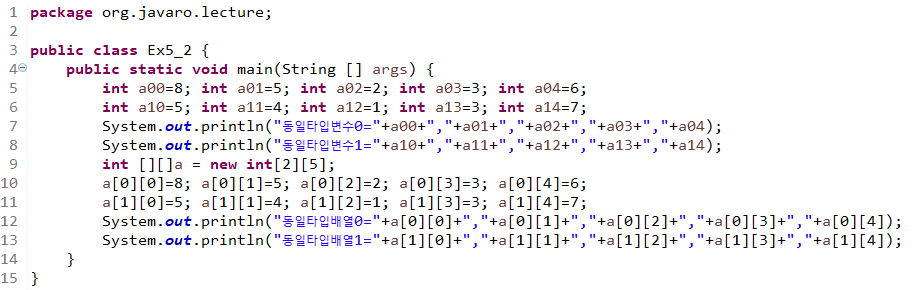 1 package org.javaro.lecture;
2
3 public class Ex5_2 {
4 public static void main(String [] args) {
5 int a00=8; int a01=5; int a02=2; int a03=3; int a04=6;
6 int a10=5; int a11=4; int a12=1; int a13=3; int a14=7;
7 System.out.println("동일타입변수0="+a00+","+a01+","+a02+","+a03+","+a04);
8 System.out.println("동일타입변수1="+a10+","+a11+","+a12+","+a13+","+a14);
9 int [][]a = new int[2][5];
10 a[0][0]=8; a[0][1]=5; a[0][2]=2; a[0][3]=3; a[0][4]=6;
11 a[1][0]=5; a[1][1]=4; a[1][2]=1; a[1][3]=3; a[1][4]=7;
12 System.out.println("동일타입배열0="+a[0][0]+","+a[0][1]+","+a[0][2]+","+a[0][3]+","+a[0][4]);
13 System.out.println("동일타입배열1="+a[1][0]+","+a[1][1]+","+a[1][2]+","+a[1][3]+","+a[1][4]);
14 }
15 }